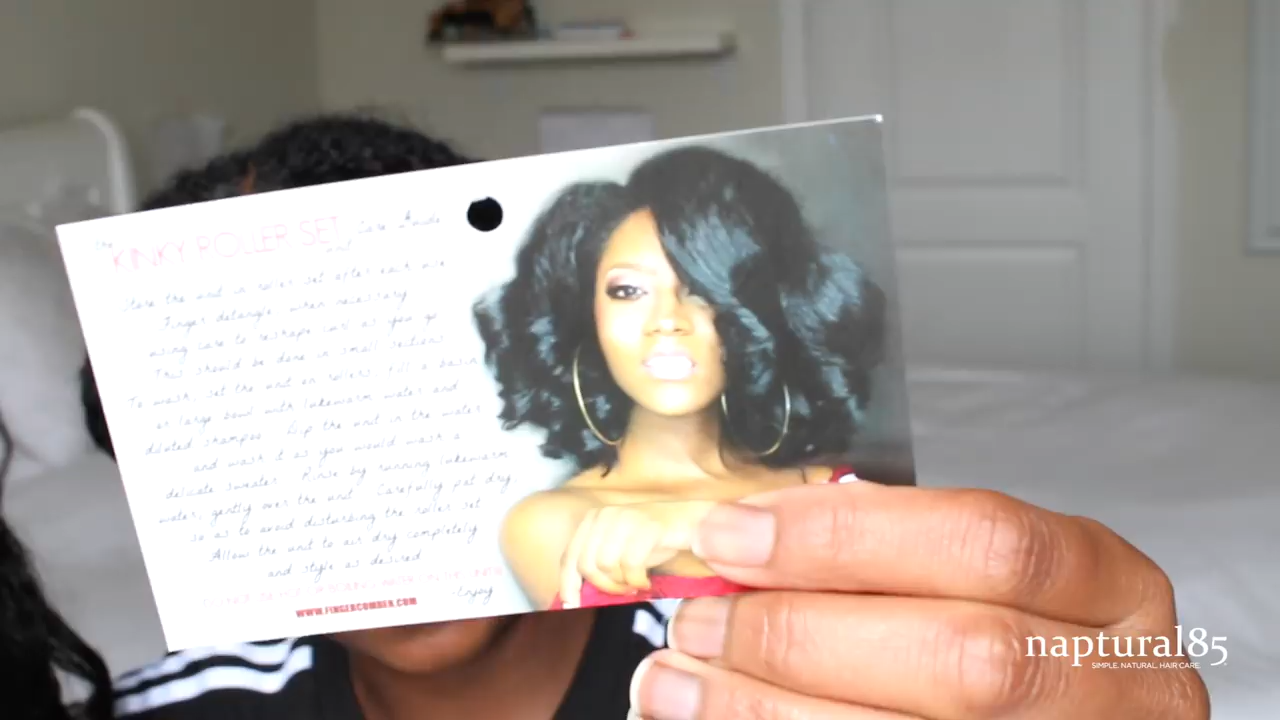 The KINKY ROLLER SET Care Guide
Store the unit in roller set after each use
Finger detangle when necessary
using care to reshape curl as you go
This should be done in small sections
To wash, set the unit on rollers, fill a basin
or large bowl with lukewarm water and
diluted shampoo. Dip the unit in the water
and wash it as you would wash a
delicate sweater. Rinse by running lukewarm
water, gently over the unit. Carefully pat dry,
so as to avoid disturbing the roller set
Allow the unit to air dry completely
and style as desired
-Enjoy
WWW.FINGERCOMBER.COM
naptural85
SIMPLE. NATURAL. HAIR CARE.